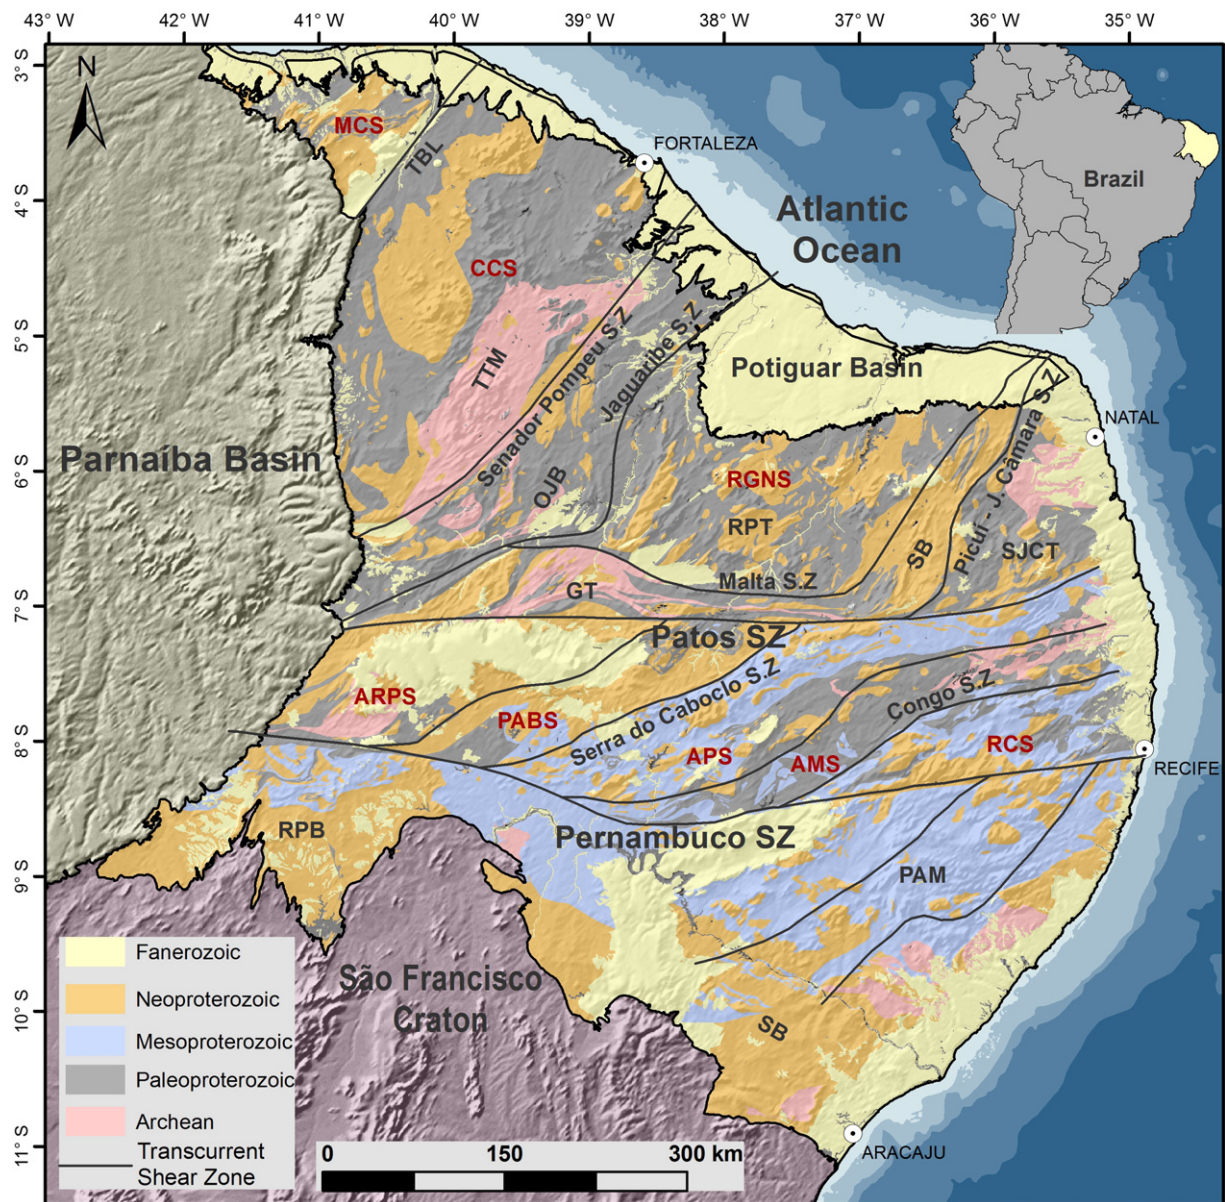 43° W
42° W
41° W
40° W
39° W
38° W
37° W
36° W
35° W
3° S
4° S
5° S
6° S
7° S
8° S
9° S
10° S
11° S
N
MCS
TBL
FORTALEZA
Brazil
Atlantic
Ocean
CCS
TTM
Senador Pompeu S.Z
Jaguaribe S.Z
Potiguar Basin
NATAL
Parnaíba Basin
OJB
RGNS
RPT
SB
Picuí - J. Câmara S.Z
SJCT
GT
Malta S.Z
Patos SZ
ARPS
PABS
Serra do Caboclo S.Z
Congo S.Z
APS
AMS
RCS
RECIFE
RPB
Pernambuco SZ
PAM
São Francisco
Craton
SB
ARACAJU
Fanerozoic
Neoproterozoic
Mesoproterozoic
Paleoproterozoic
Archean
Transcurrent
Shear Zone
0 150 300 km